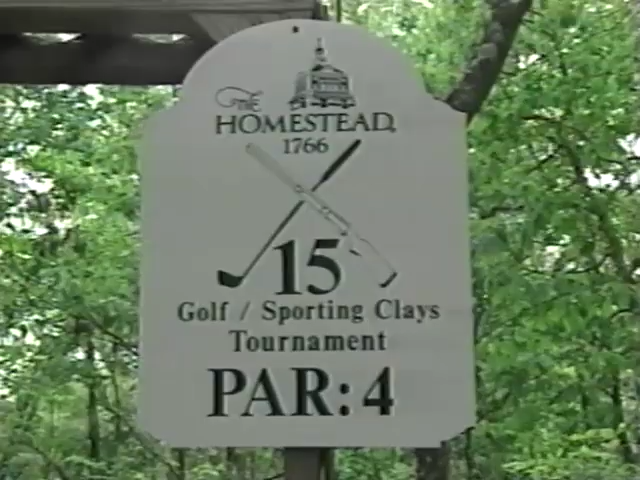 THE
HOMESTEAD,
1766
15
Golf / Sporting Clays
Tournament
PAR: 4